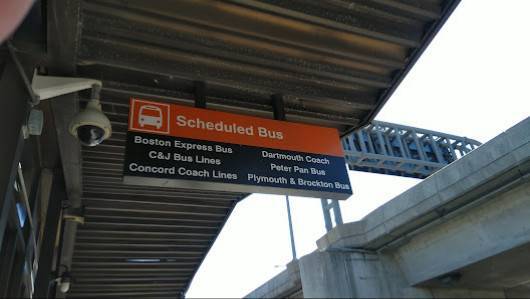 Scheduled Bus
Boston Express Bus
C&J Bus Lines
Concord Coach Lines
Dartmouth Coach
Peter Pan Bus
Plymouth & Brockton Bus